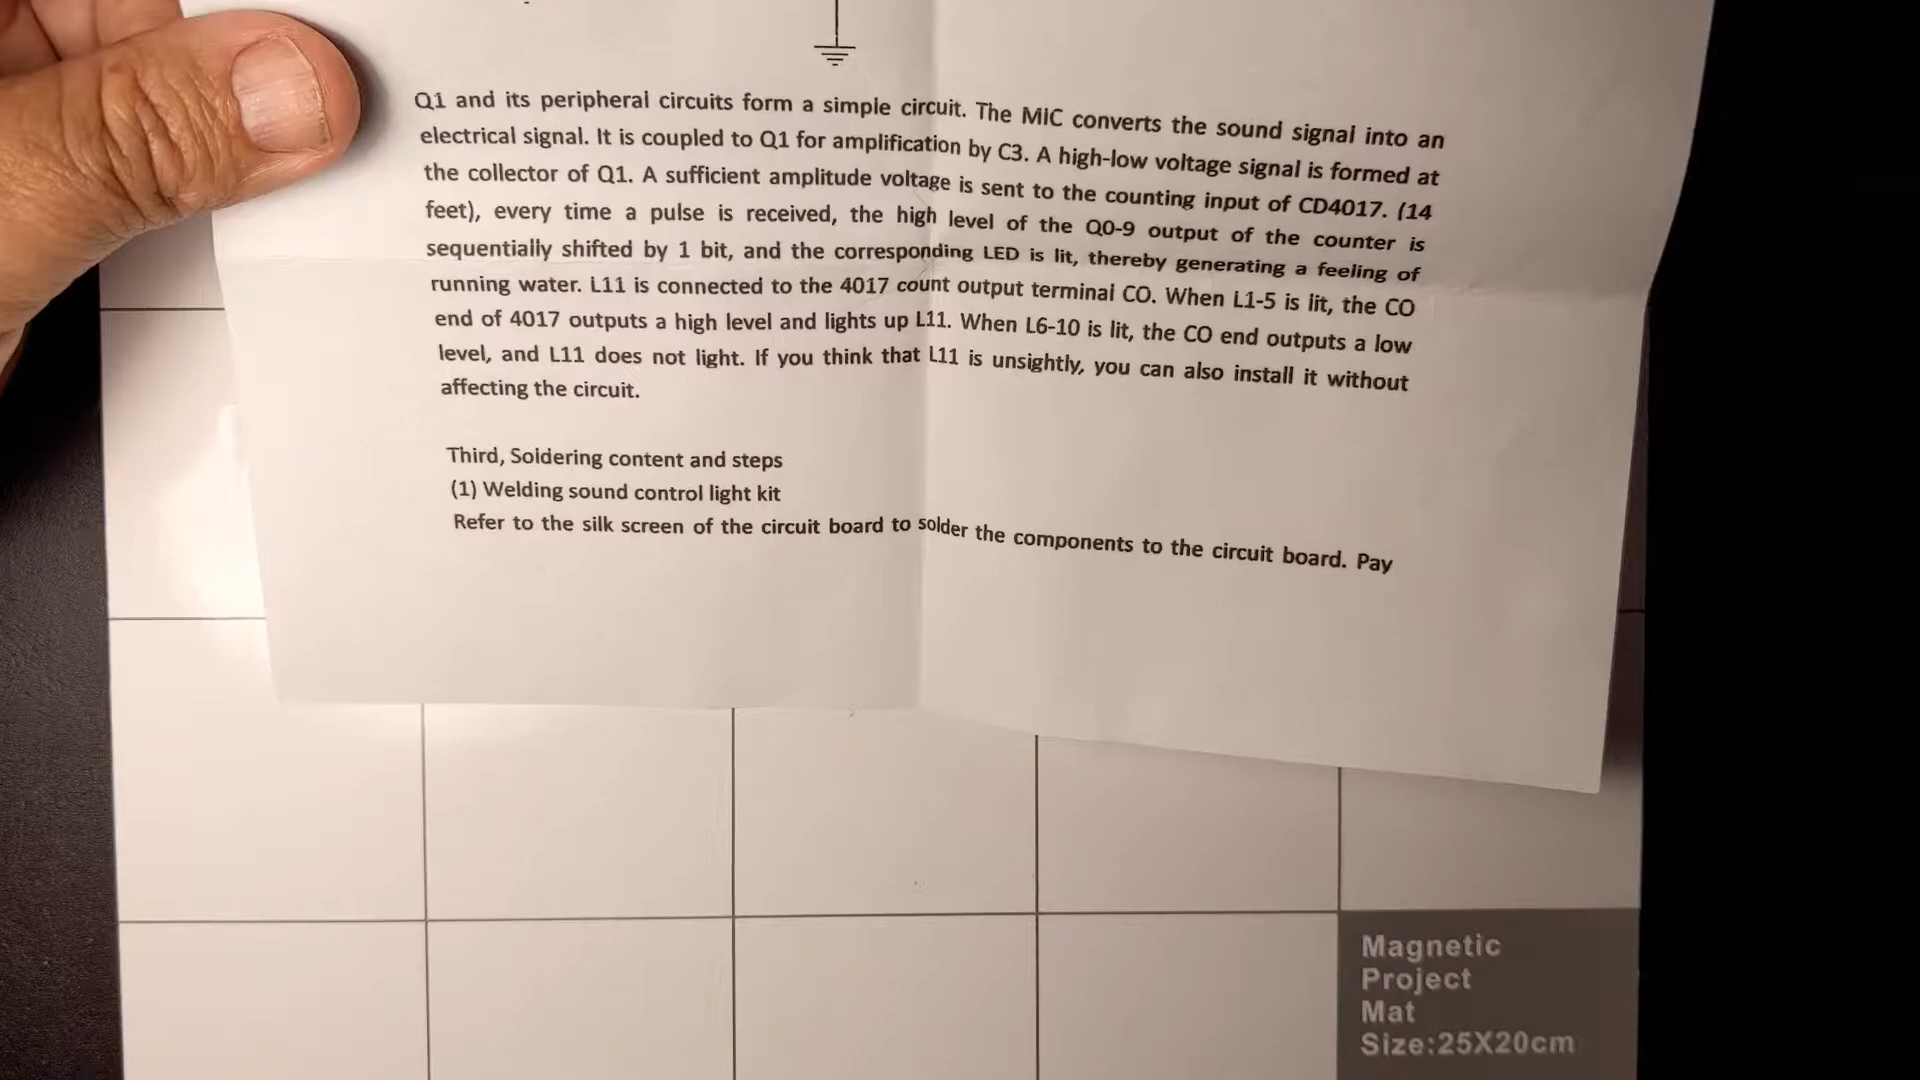 Q1 and its peripheral circuits form a simple circuit. The MIC converts the sound signal into an
electrical signal. It is coupled to Q1 for amplification by C3. A high-low voltage signal is formed at
the collector of Q1. A sufficient amplitude voltage is sent to the counting input of CD4017. (14
feet), every time a pulse is received, the high level of the Q0-9 output of the counter is
sequentially shifted by 1 bit, and the corresponding LED is lit, thereby generating a feeling of
running water. L11 is connected to the 4017 count output terminal CO. When L1-5 is lit, the CO
end of 4017 outputs a high level and lights up L11. When L6-10 is lit, the CO end outputs a low
level, and L11 does not light. If you think that L11 is unsightly, you can also install it without
affecting the circuit.
Third, Soldering content and steps
(1) Welding sound control light kit
Refer to the silk screen of the circuit board to solder the components to the circuit board. Pay
Magnetic
Project
Mat
Size:25X20cm